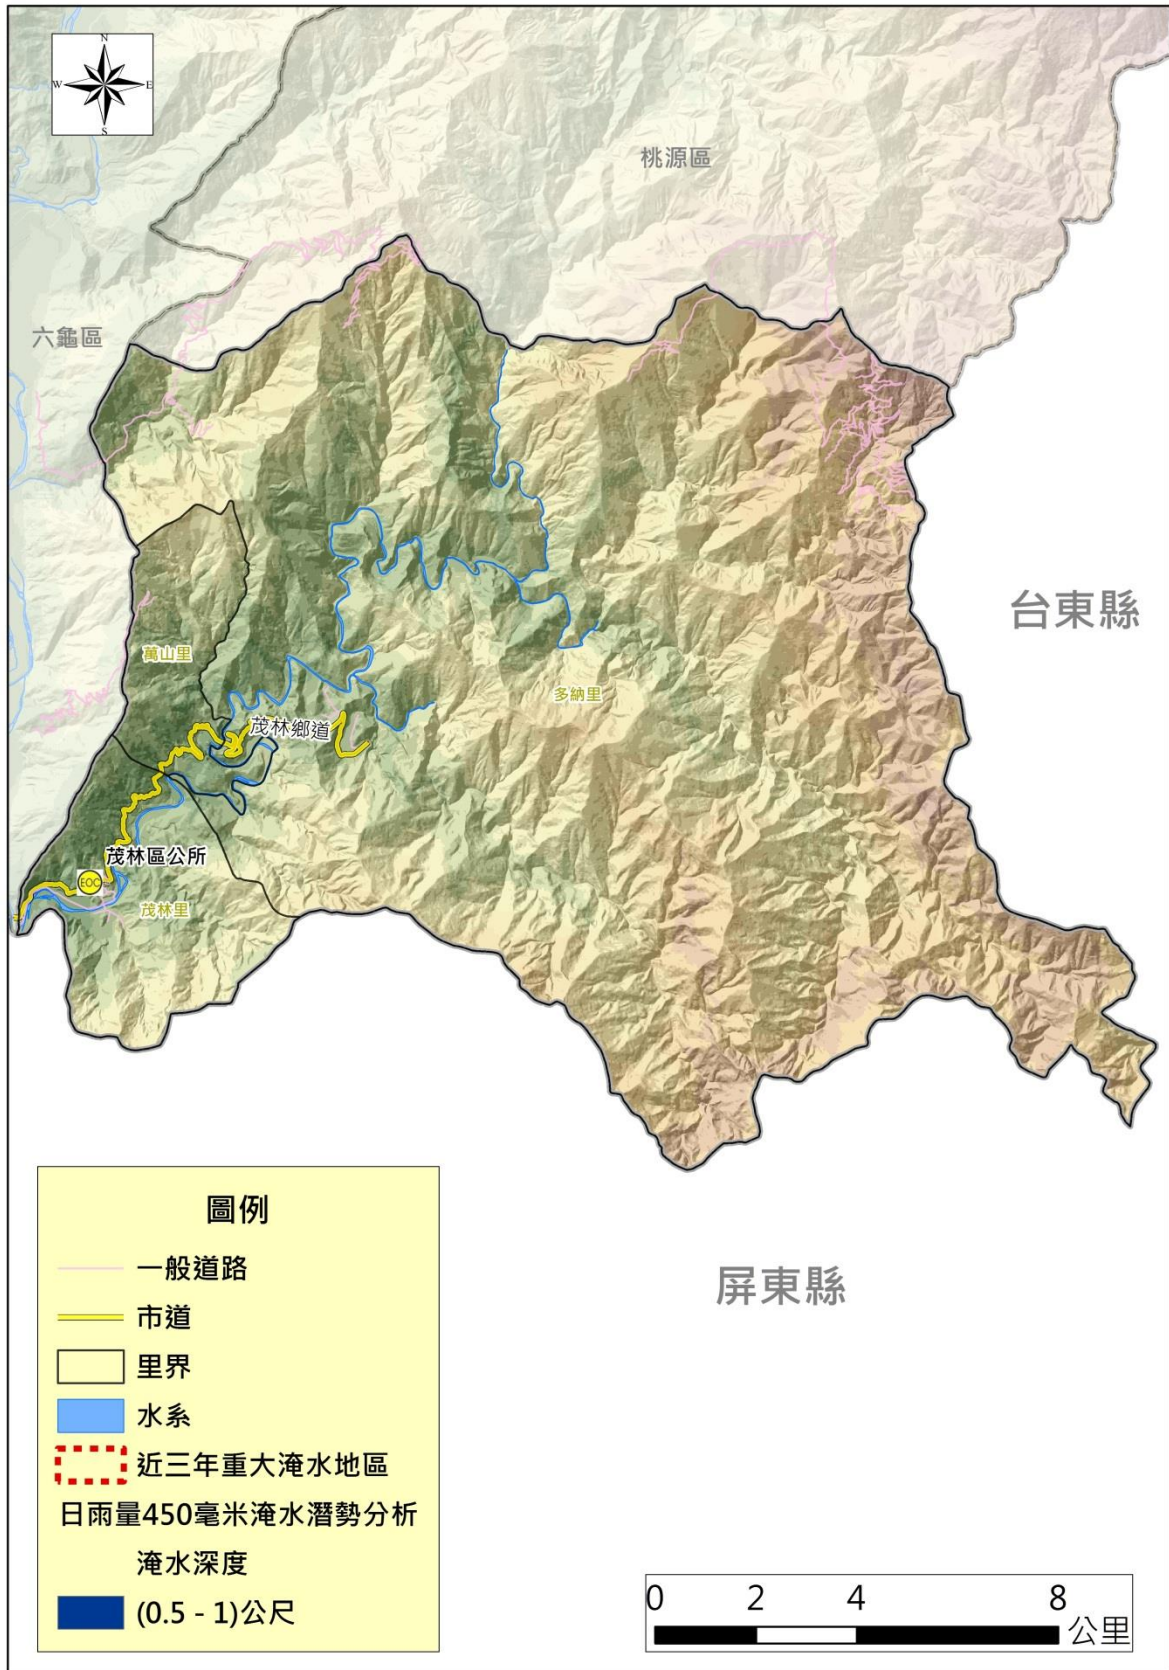 N
W
E
S
桃源區
六龜區
台東縣
萬山里
多納里
茂林鄉道
茂林區公所
EOC
茂林里
屏東縣
圖例
一般道路
市道
里界
水系
近三年重大淹水地區
日雨量450毫米淹水潛勢分析
淹水深度
(0.5 - 1)公尺
0 2 4 8
公里